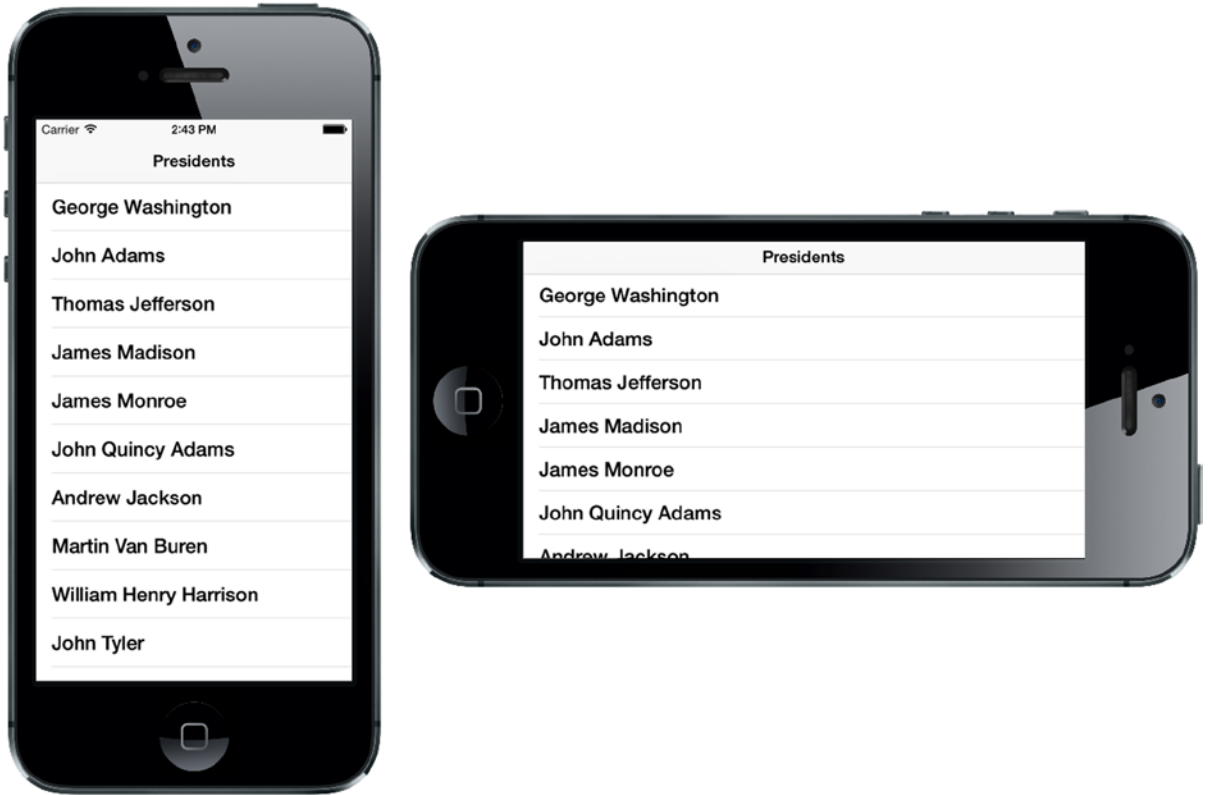 Carrier 2:43 PM
Presidents
George Washington
John Adams
Thomas Jefferson
James Madison
James Monroe
John Quincy Adams
Andrew Jackson
Martin Van Buren
William Henry Harrison
John Tyler
Presidents
George Washington
John Adams
Thomas Jefferson
James Madison
James Monroe
John Quincy Adams
Andrew Jackson